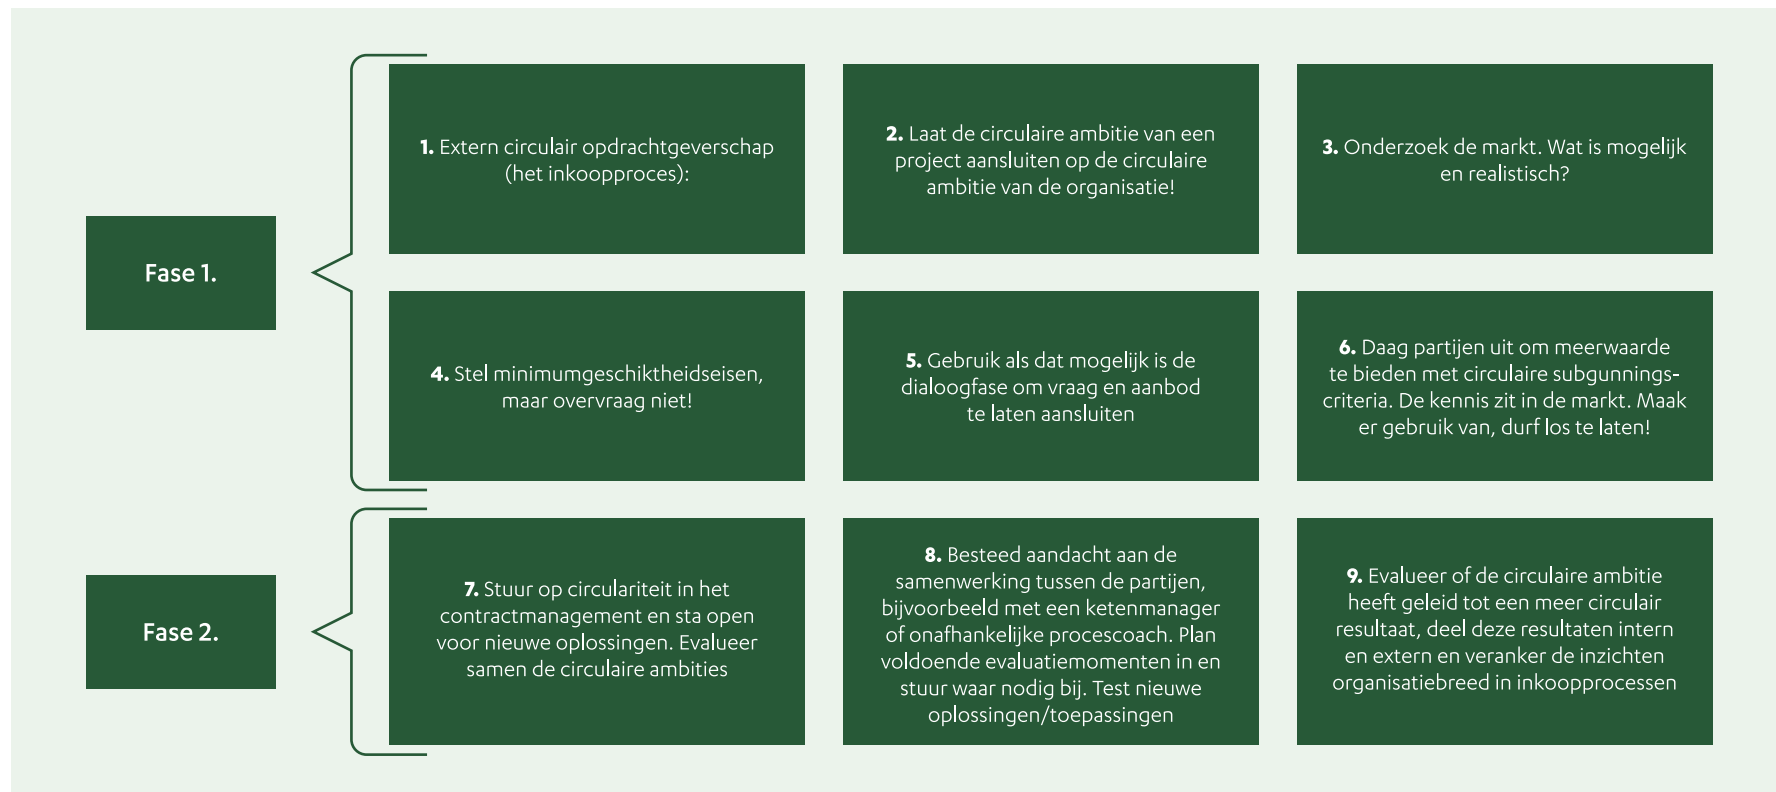 Fase 1.
1. Extern circulair opdrachtgeverschap
(het inkoopproces):
2. Laat de circulaire ambitie van een
project aansluiten op de circulaire
ambitie van de organisatie!
3. Onderzoek de markt. Wat is mogelijk
en realistisch?
4. Stel minimumgeschiktheidseisen,
maar overvraag niet!
5. Gebruik als dat mogelijk is de
dialoogfase om vraag en aanbod
te laten aansluiten
6. Daag partijen uit om meerwaarde
te bieden met circulaire subgunnings-
criteria. De kennis zit in de markt. Maak
er gebruik van, durf los te laten!
Fase 2.
7. Stuur op circulariteit in het
contractmanagement en sta open
voor nieuwe oplossingen. Evalueer
samen de circulaire ambities
8. Besteed aandacht aan de
samenwerking tussen de partijen,
bijvoorbeeld met een ketenmanager
of onafhankelijke procescoach. Plan
voldoende evaluatiemomenten in en
stuur waar nodig bij. Test nieuwe
oplossingen/toepassingen
9. Evalueer of de circulaire ambitie
heeft geleid tot een meer circulair
resultaat, deel deze resultaten intern
en extern en veranker de inzichten
organisatiebreed in inkoopprocessen